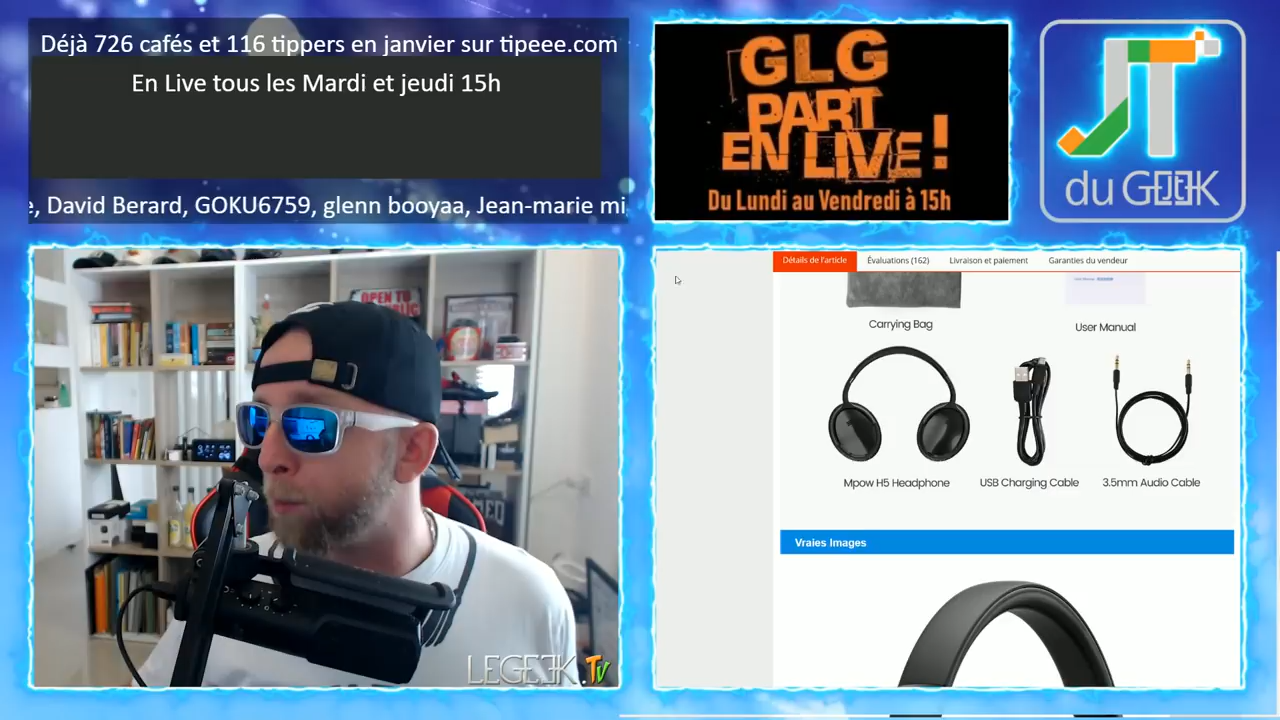 Déjà 726 cafés et 116 tippers en janvier sur tipeee.com
En Live tous les Mardi et jeudi 15h
e, David Berard, GOKU6759, glenn booyaa, Jean-marie mi
GLG
PART
EN LIVE !
Du Lundi au Vendredi à 15h
JT
du GEEK
OPEN TO
LEGEEK.Tv
Détails de l'article
Évaluations (162)
Livraison et paiement
Garanties du vendeur
Carrying Bag
User Manual
Mpow H5 Headphone
USB Charging Cable
3.5mm Audio Cable
Vraies Images